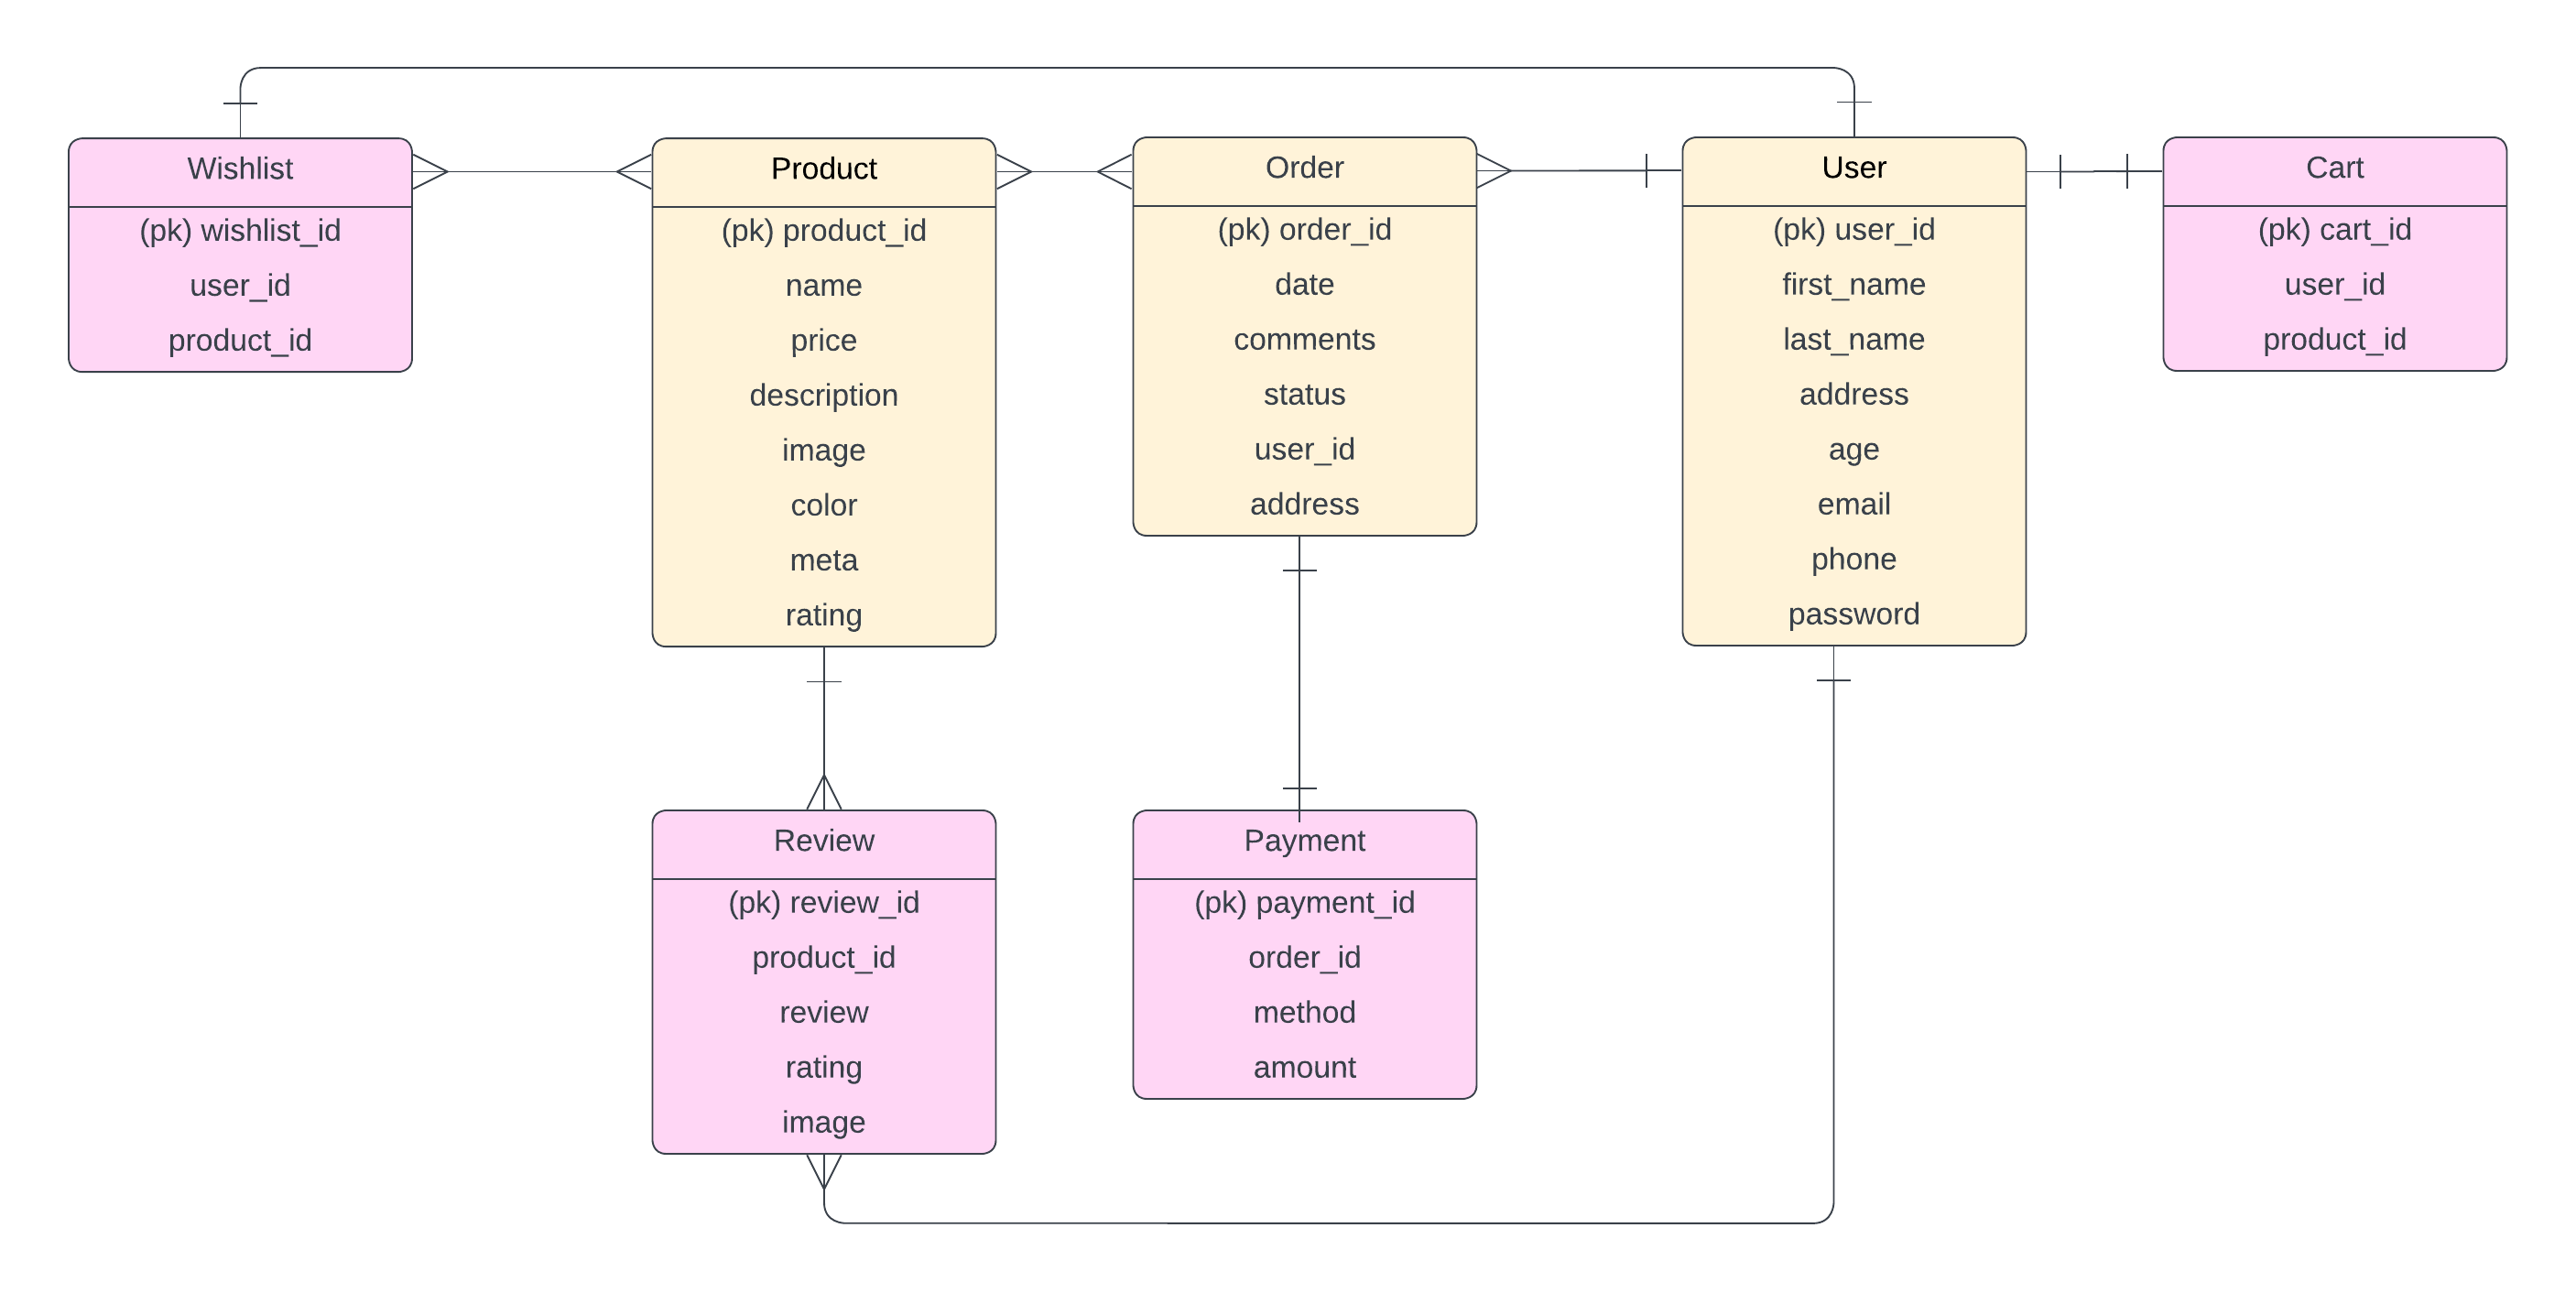 Wishlist
(pk) wishlist_id
user_id
product_id
Product
(pk) product_id
name
price
description
image
color
meta
rating
Order
(pk) order_id
date
comments
status
user_id
address
User
(pk) user_id
first_name
last_name
address
age
email
phone
password
Cart
(pk) cart_id
user_id
product_id
Review
(pk) review_id
product_id
review
rating
image
Payment
(pk) payment_id
order_id
method
amount